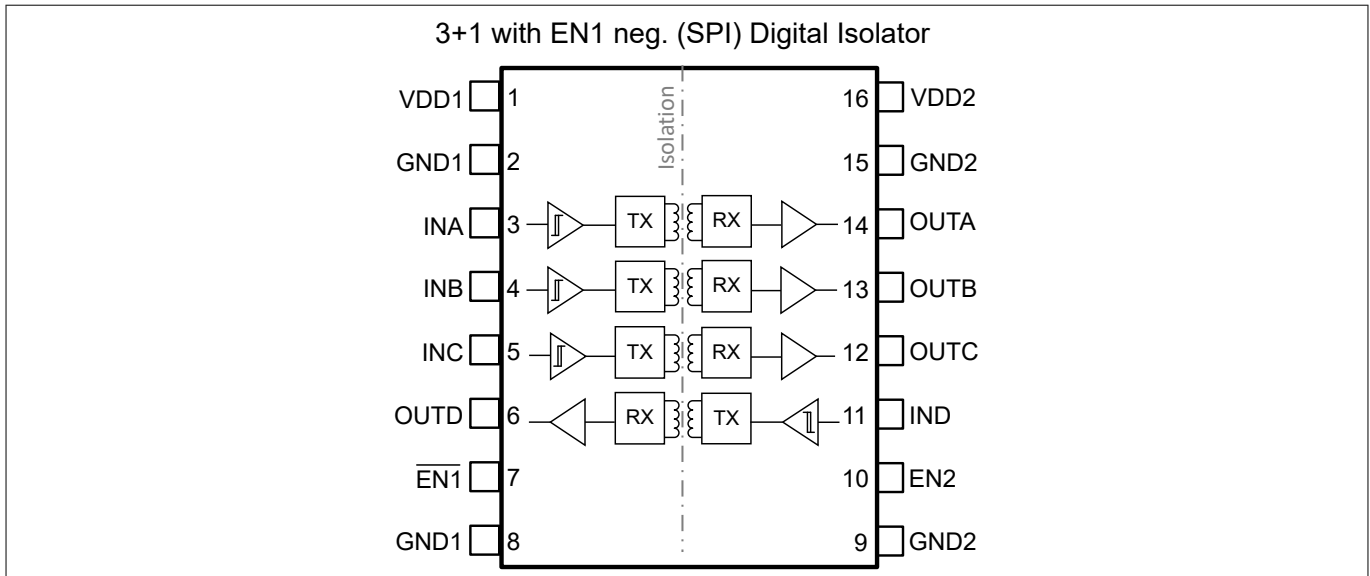 3+1 with EN1 neg. (SPI) Digital Isolator
VDD1 1 Isolation 16 VDD2
GND1 2 15 GND2
INA 3 TX RX 14 OUTA
INB 4 TX RX 13 OUTB
INC 5 TX RX 12 OUTC
OUTD 6 RX TX 11 IND
E̅N̅1̅ 7 10 EN2
GND1 8 9 GND2